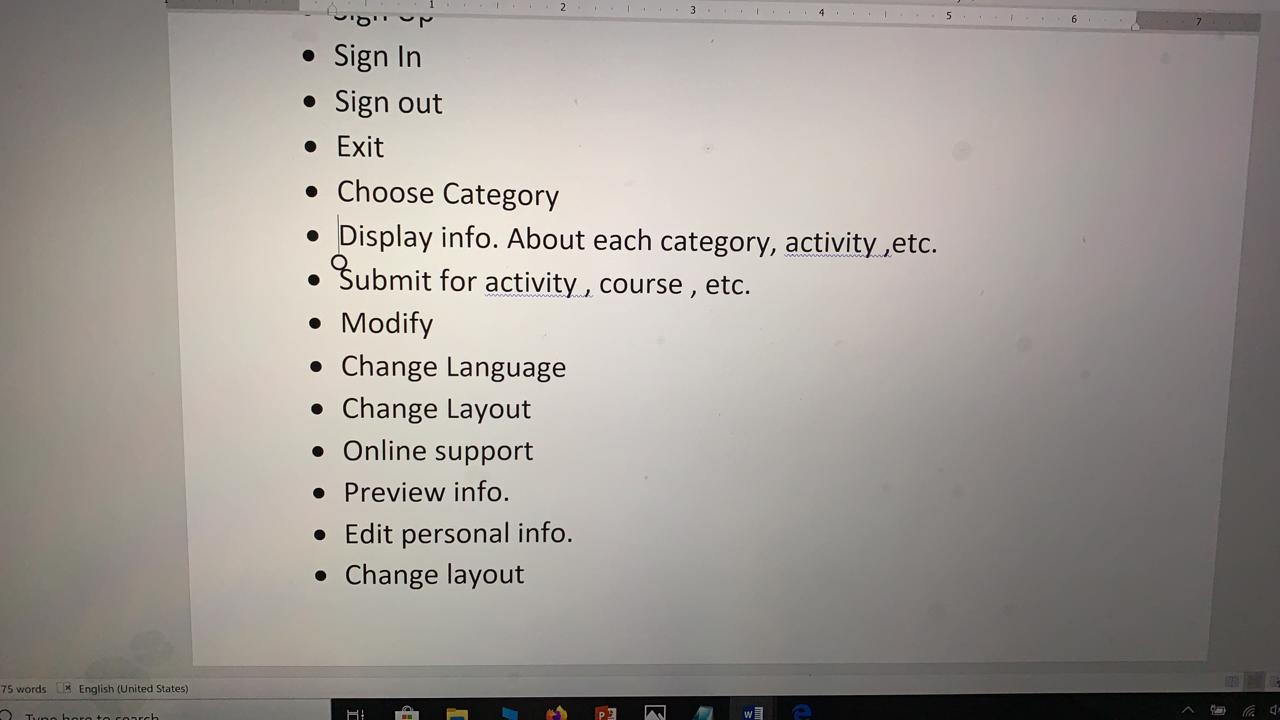 1 2 3 4 5 6 7
Sign Up
• Sign In
• Sign out
• Exit
• Choose Category
• Display info. About each category, activity ,etc.
• Submit for activity , course , etc.
• Modify
• Change Language
• Change Layout
• Online support
• Preview info.
• Edit personal info.
• Change layout
75 words English (United States)
Type here to search